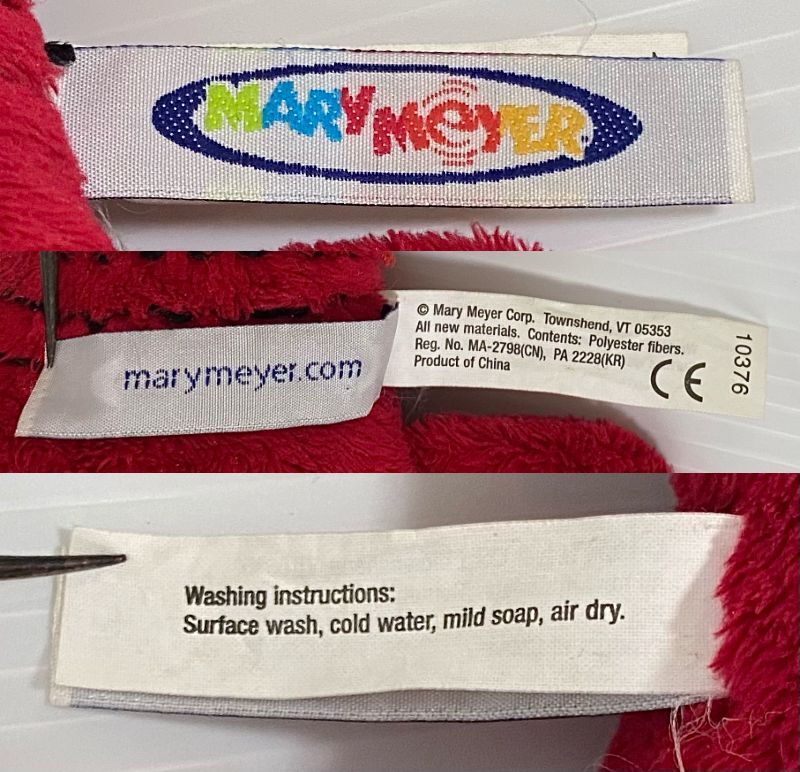 MARY MEYER
marymeyer.com
© Mary Meyer Corp. Townshend, VT 05353
All new materials. Contents: Polyester fibers.
Reg. No. MA-2798(CN), PA 2228(KR)
Product of China
CE
10376
Washing instructions:
Surface wash, cold water, mild soap, air dry.